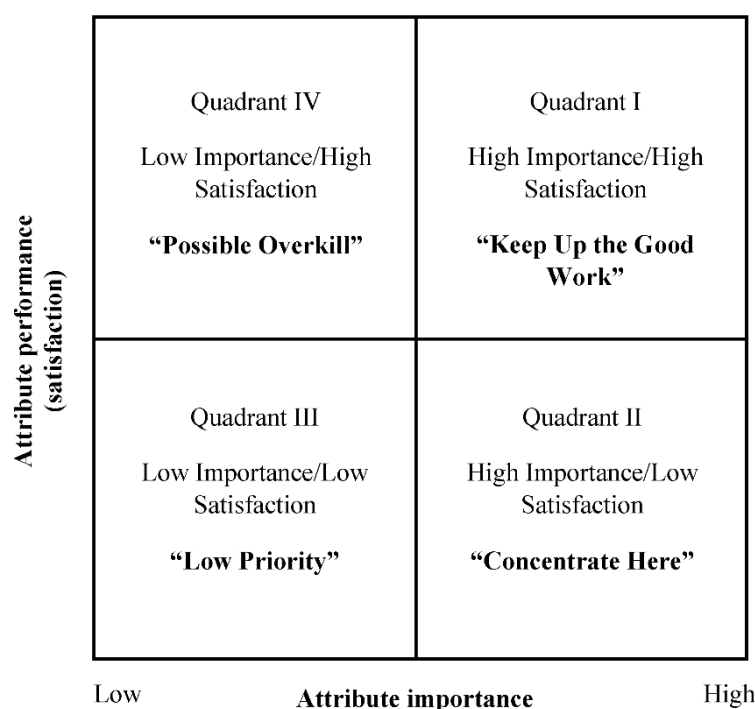 Quadrant IV
Low Importance/High
Satisfaction
“Possible Overkill”
Quadrant I
High Importance/High
Satisfaction
“Keep Up the Good
Work”
Attribute performance
(satisfaction)
Quadrant III
Low Importance/Low
Satisfaction
“Low Priority”
Quadrant II
High Importance/Low
Satisfaction
“Concentrate Here”
Low
Attribute importance
High